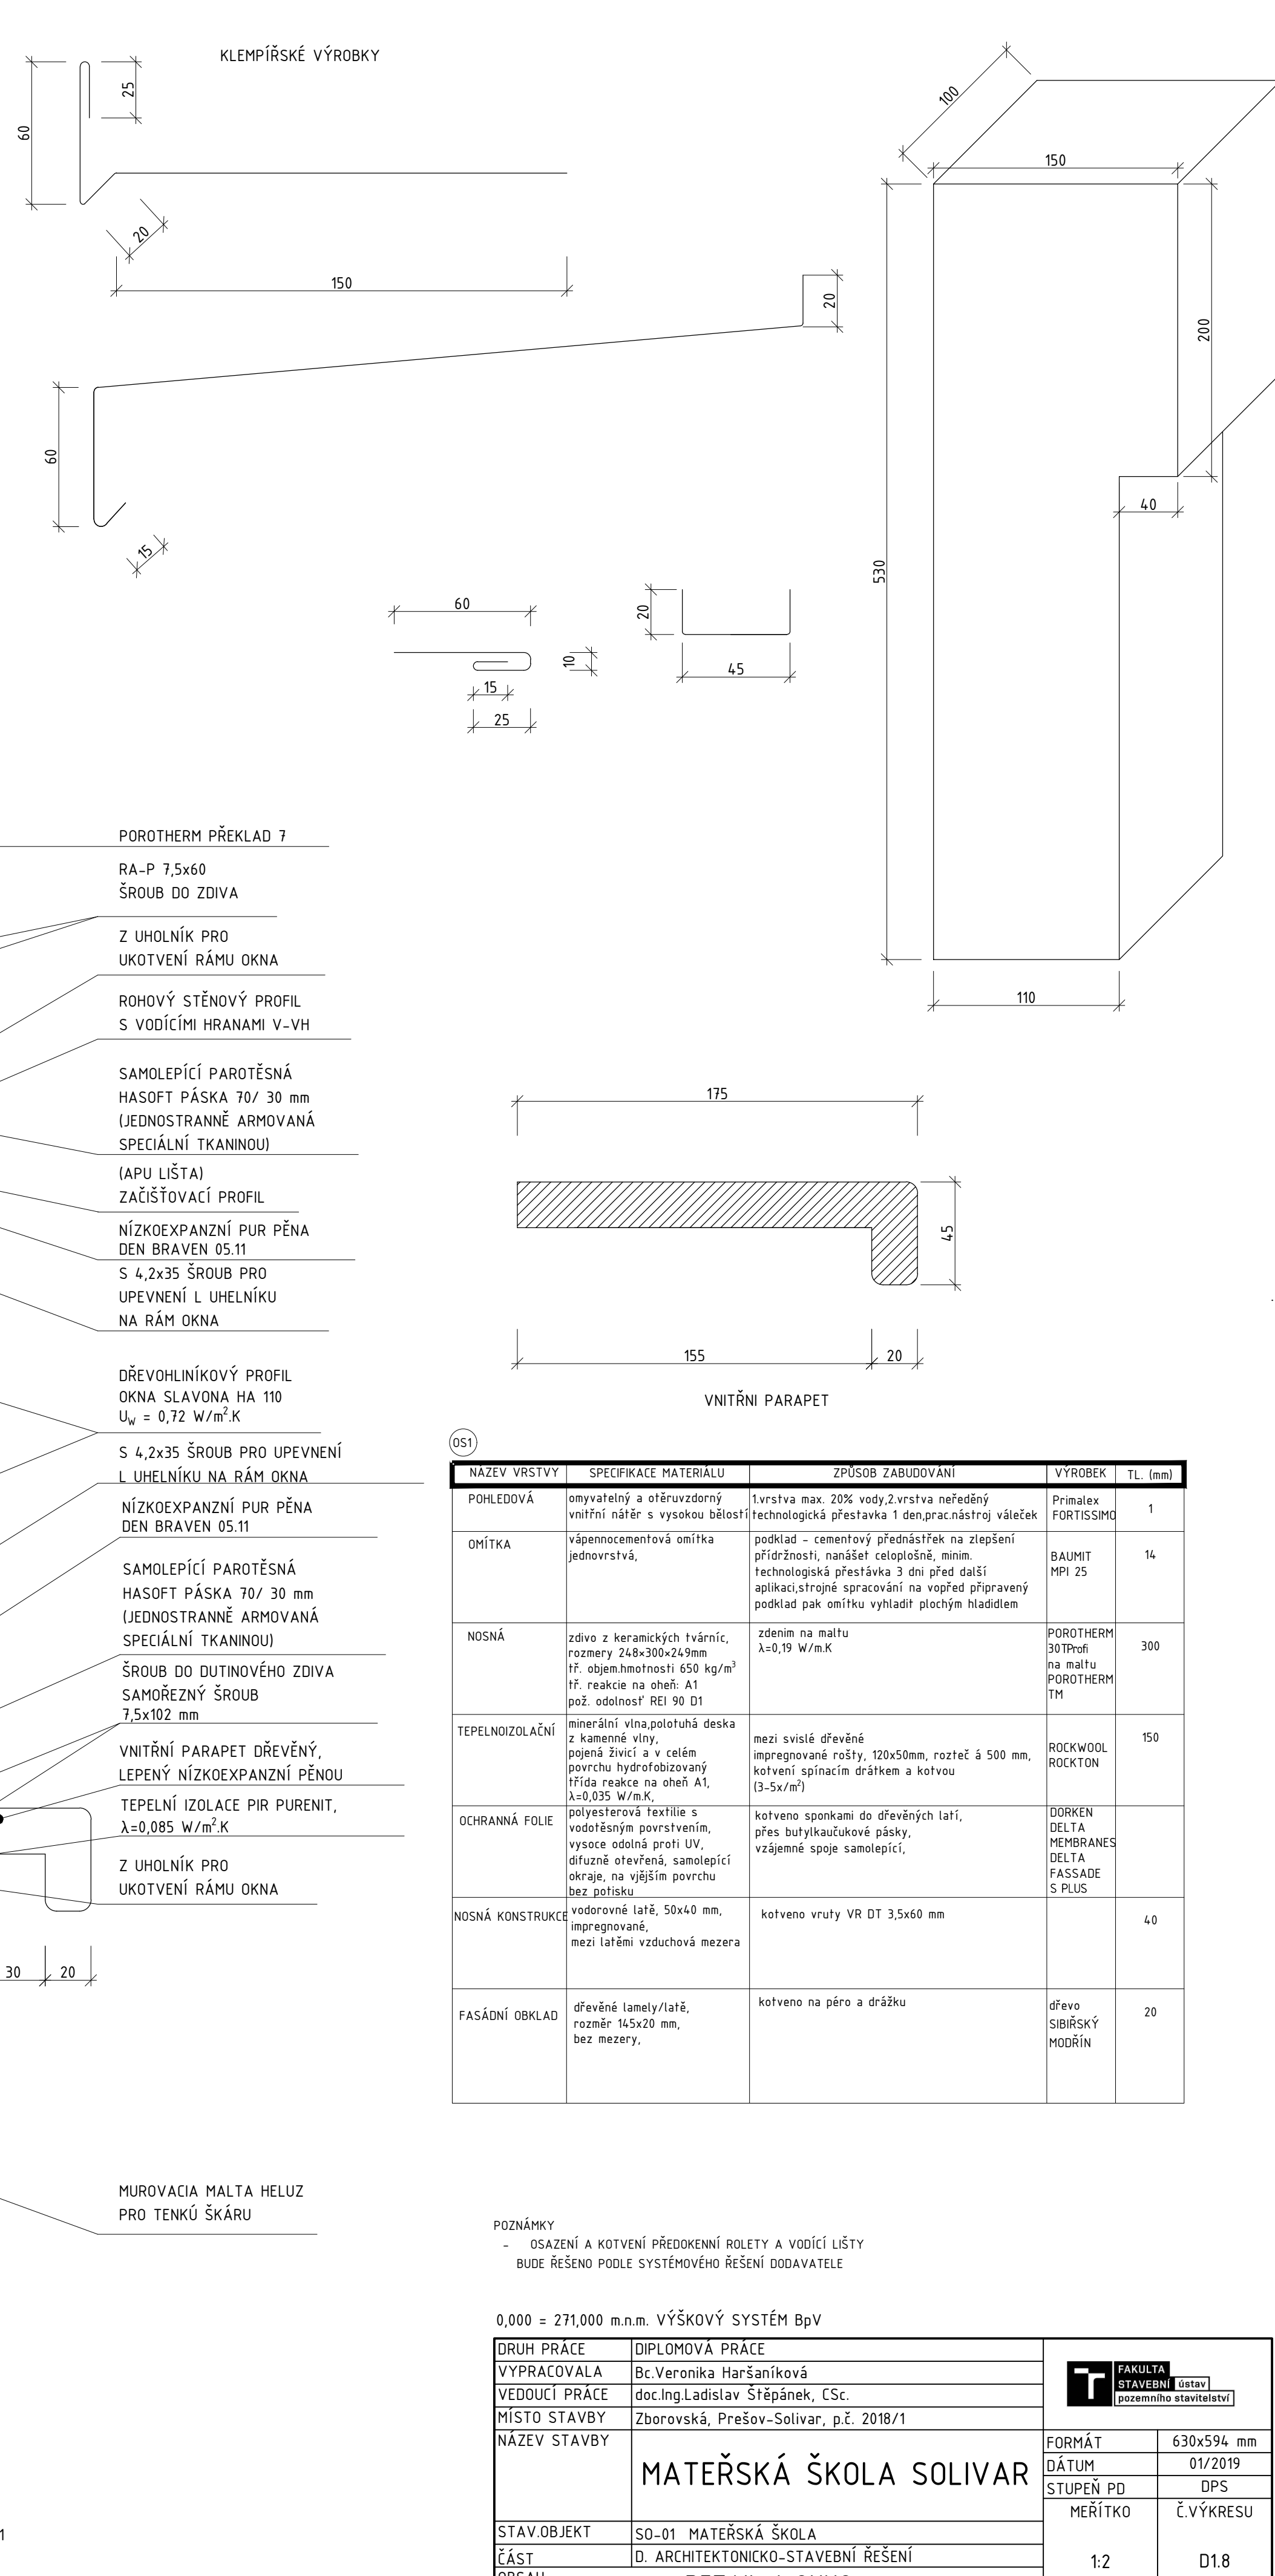 KLEMPÍŘSKÉ VÝROBKY
60
25
20
150
20
60
15
60
10
15
25
20
45
100
150
200
40
530
110
POROTHERM PŘEKLAD 7
RA-P 7,5x60
ŠROUB DO ZDIVA
Z UHOLNÍK PRO
UKOTVENÍ RÁMU OKNA
ROHOVÝ STĚNOVÝ PROFIL
S VODÍCÍMI HRANAMI V-VH
SAMOLEPÍCÍ PAROTĚSNÁ
HASOFT PÁSKA 70/ 30 mm
(JEDNOSTRANNĚ ARMOVANÁ
SPECIÁLNÍ TKANINOU)
(APU LIŠTA)
ZAČIŠŤOVACÍ PROFIL
NÍZKOEXPANZNÍ PUR PĚNA
DEN BRAVEN 05.11
S 4,2x35 ŠROUB PRO
UPEVNENÍ L UHELNÍKU
NA RÁM OKNA
DŘEVOHLINÍKOVÝ PROFIL
OKNA SLAVONA HA 110
UW = 0,72 W/m².K
S 4,2x35 ŠROUB PRO UPEVNENÍ
L UHELNÍKU NA RÁM OKNA
NÍZKOEXPANZNÍ PUR PĚNA
DEN BRAVEN 05.11
SAMOLEPÍCÍ PAROTĚSNÁ
HASOFT PÁSKA 70/ 30 mm
(JEDNOSTRANNĚ ARMOVANÁ
SPECIÁLNÍ TKANINOU)
ŠROUB DO DUTINOVÉHO ZDIVA
SAMOŘEZNÝ ŠROUB
7,5x102 mm
VNITŘNÍ PARAPET DŘEVĚNÝ,
LEPENÝ NÍZKOEXPANZNÍ PĚNOU
TEPELNÍ IZOLACE PIR PURENIT,
λ=0,085 W/m².K
Z UHOLNÍK PRO
UKOTVENÍ RÁMU OKNA
30 20
MUROVACIA MALTA HELUZ
PRO TENKÚ ŠKÁRU
175
45
155 20
VNITŘNI PARAPET
OS1
NÁZEV VRSTVY SPECIFIKACE MATERIÁLU ZPŮSOB ZABUDOVÁNÍ VÝROBEK TL. (mm)
POHLEDOVÁ
omyvatelný a otěruvzdorný
vnitřní nátěr s vysokou bělostí
1.vrstva max. 20% vody,2.vrstva neředěný
technologická přestavka 1 den,prac.nástroj váleček
Primalex
FORTISSIMO
1
OMÍTKA
vápennocementová omítka
jednovrstvá,
podklad - cementový přednástřek na zlepšení
přídržnosti, nanášet celoplošně, minim.
technologiská přestávka 3 dni před další
aplikaci,strojné spracování na vopřed připravený
podklad pak omítku vyhladit plochým hladidlem
BAUMIT
MPI 25
14
NOSNÁ
zdivo z keramických tvárníc,
rozmery 248×300×249mm
tř. objem.hmotnosti 650 kg/m³
tř. reakcie na oheň: A1
pož. odolnosť REI 90 D1
zdenim na maltu
λ=0,19 W/m.K
POROTHERM
30TProfi
na maltu
POROTHERM
TM
300
TEPELNOIZOLAČNÍ
minerální vlna,polotuhá deska
z kamenné vlny,
pojená živicí a v celém
povrchu hydrofobizovaný
třída reakce na oheň A1,
λ=0,035 W/m.K,
mezi svislé dřevěné
impregnované rošty, 120x50mm, rozteč á 500 mm,
kotvení spínacím drátkem a kotvou
(3-5x/m²)
ROCKWOOL
ROCKTON
150
OCHRANNÁ FOLIE
polyesterová textilie s
vodotěsným povrstvením,
vysoce odolná proti UV,
difuzně otevřená, samolepící
okraje, na vjějším povrchu
bez potisku
kotveno sponkami do dřevěných latí,
přes butylkaučukové pásky,
vzájemné spoje samolepící,
DORKEN
DELTA
MEMBRANES
DELTA
FASSADE
S PLUS
NOSNÁ KONSTRUKCE
vodorovné latě, 50x40 mm,
impregnované,
mezi latěmi vzduchová mezera
kotveno vruty VR DT 3,5x60 mm
40
FASÁDNÍ OBKLAD
dřevěné lamely/latě,
rozměr 145x20 mm,
bez mezery,
kotveno na péro a drážku
dřevo
SIBIŘSKÝ
MODŘÍN
20
POZNÁMKY
- OSAZENÍ A KOTVENÍ PŘEDOKENNÍ ROLETY A VODÍCÍ LIŠTY
BUDE ŘEŠENO PODLE SYSTÉMOVÉHO ŘEŠENÍ DODAVATELE
0,000 = 271,000 m.n.m. VÝŠKOVÝ SYSTÉM BpV
DRUH PRÁCE DIPLOMOVÁ PRÁCE
VYPRACOVALA Bc.Veronika Haršaníková
VEDOUCÍ PRÁCE doc.Ing.Ladislav Štěpánek, CSc.
MÍSTO STAVBY Zborovská, Prešov-Solivar, p.č. 2018/1
NÁZEV STAVBY
MATEŘSKÁ ŠKOLA SOLIVAR
STAV.OBJEKT SO-01 MATEŘSKÁ ŠKOLA
ČÁST D. ARCHITEKTONICKO-STAVEBNÍ ŘEŠENÍ
FAKULTA
STAVEBNÍ ústav
pozemního stavitelství
FORMÁT 630x594 mm
DÁTUM 01/2019
STUPEŇ PD DPS
MEŘÍTKO Č.VÝKRESU
1:2 D1.8
1